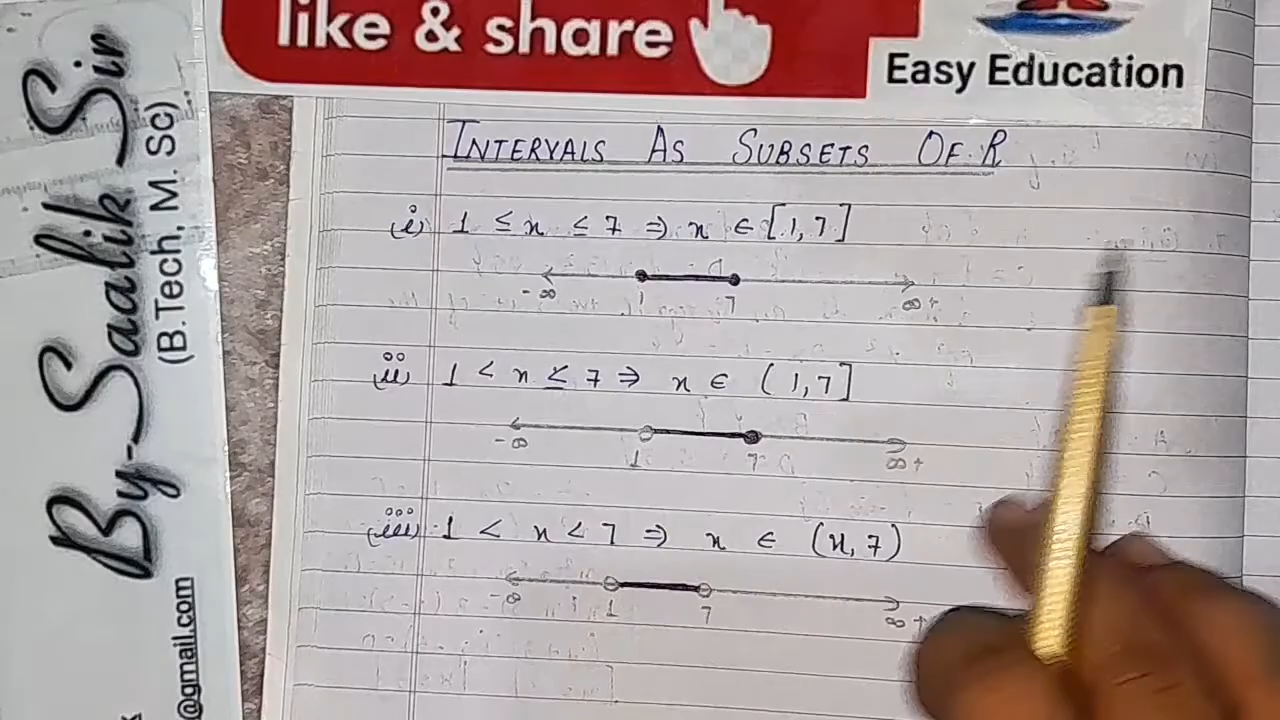 like & share
Easy Education
By-Saalik Sir
(B.Tech, M. Sc)
@gmail.com
INTERVALS AS SUBSETS OF R
(i) 1 ≤ x ≤ 7 ⇒ x ∈ [1, 7]
-∞ 1 7 ∞+
(ii) 1 < x ≤ 7 ⇒ x ∈ (1, 7]
-∞ 1 7 ∞+
(iii) 1 < x < 7 ⇒ x ∈ (x, 7)
-∞ 1 7 ∞+